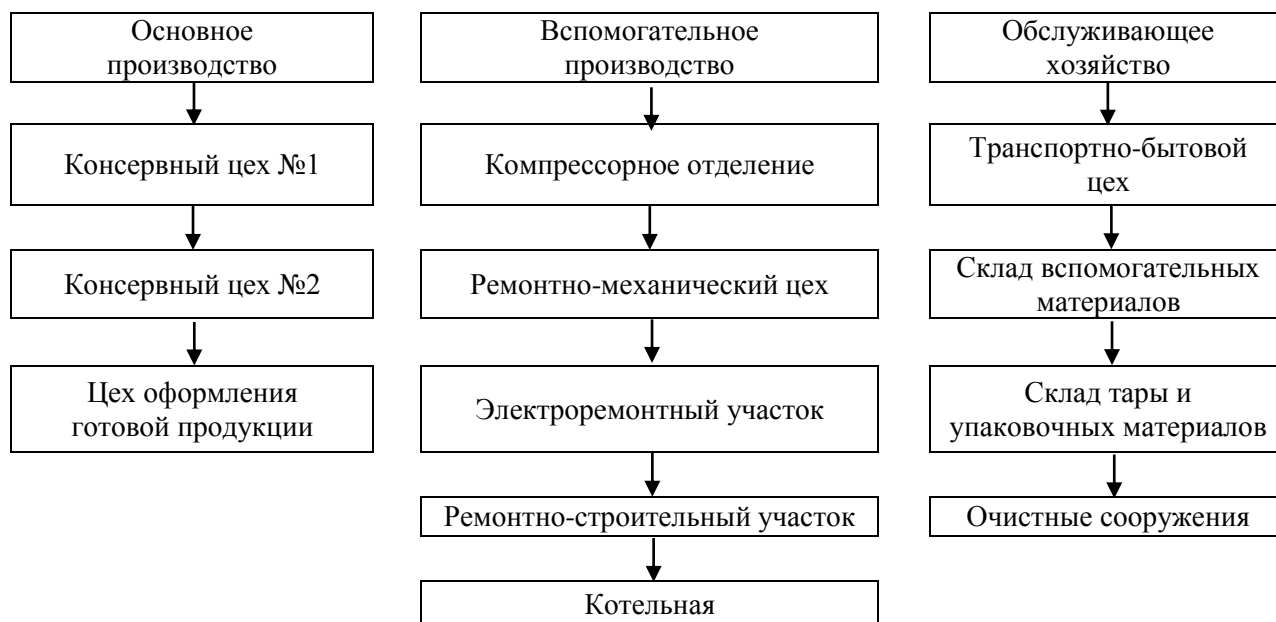 Основное
производство
Консервный цех №1
Консервный цех №2
Цех оформления
готовой продукции
Вспомогательное
производство
Компрессорное отделение
Ремонтно-механический цех
Электроремонтный участок
Ремонтно-строительный участок
Котельная
Обслуживающее
хозяйство
Транспортно-бытовой
цех
Склад вспомогательных
материалов
Склад тары и
упаковочных материалов
Очистные сооружения